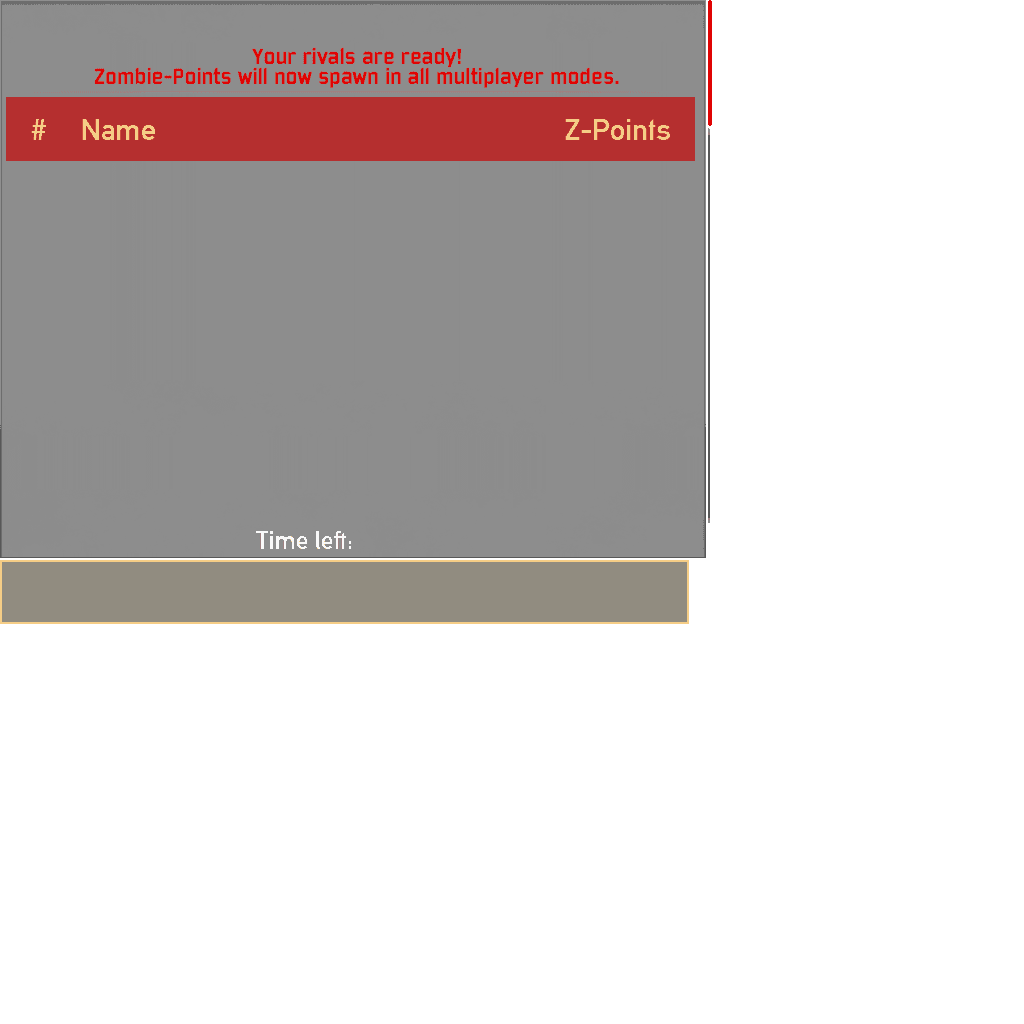 Your rivals are ready!
Zombie-Points will now spawn in all multiplayer modes.
# Name Z-Points
Time left: